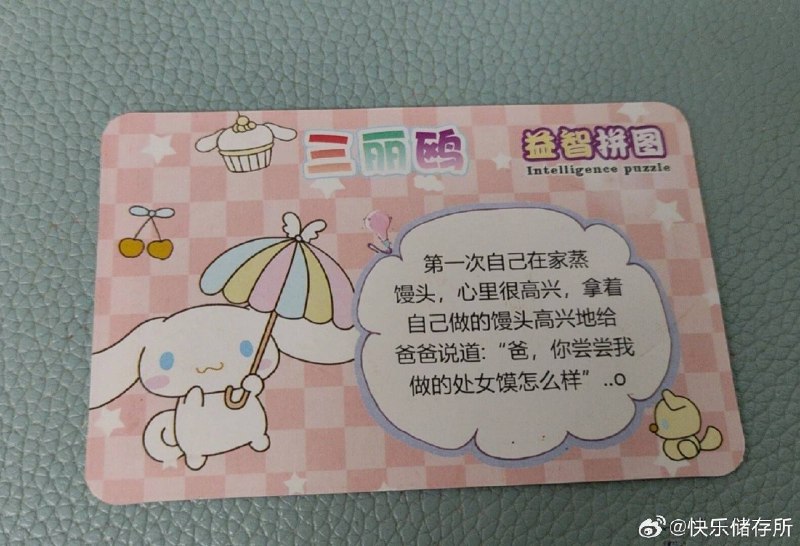 三丽鸥
益智拼图
Intelligence puzzle
第一次自己在家蒸
馒头，心里很高兴，拿着
自己做的馒头高兴地给
爸爸说道：“爸，你尝尝我
做的处女馍怎么样”..o
@快乐储存所